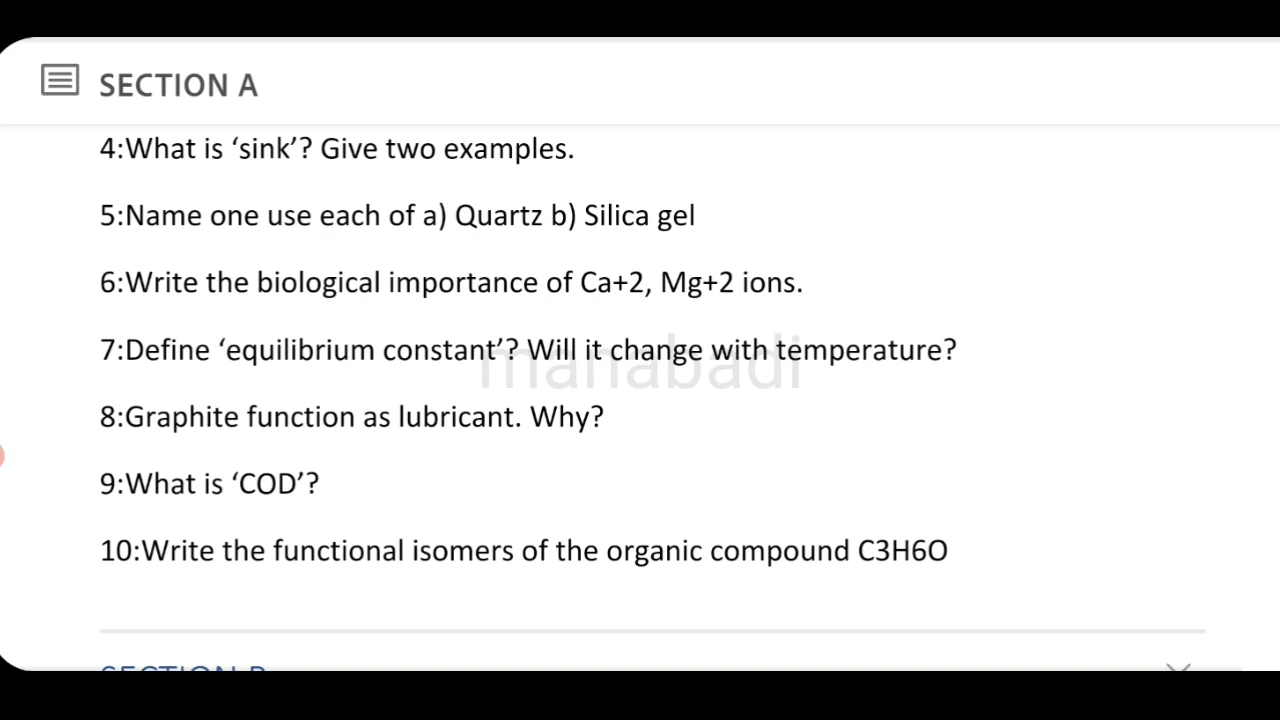 SECTION A
4:What is ‘sink’? Give two examples.
5:Name one use each of a) Quartz b) Silica gel
6:Write the biological importance of Ca+2, Mg+2 ions.
7:Define ‘equilibrium constant’? Will it change with temperature?
manabadi
8:Graphite function as lubricant. Why?
9:What is ‘COD’?
10:Write the functional isomers of the organic compound C3H6O
SECTION B